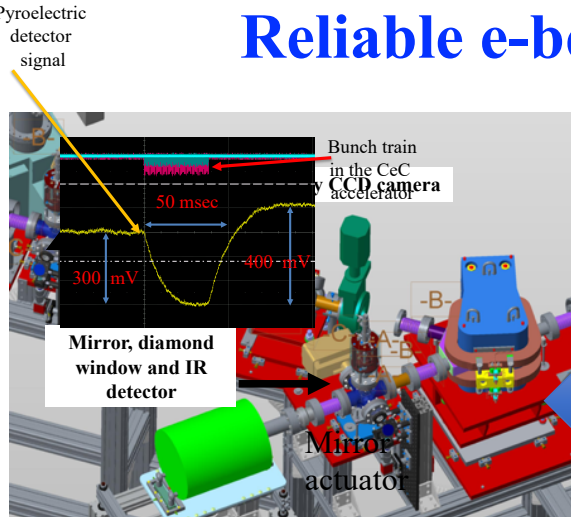 Pyroelectric
detector
signal
Reliable e-b
Bunch train
in the CeC
accelerator
y CCD camera
50 msec
300 mV
400 mV
-B-
-B-
A-
-B-
Mirror, diamond
window and IR
detector
Mirror
actuator